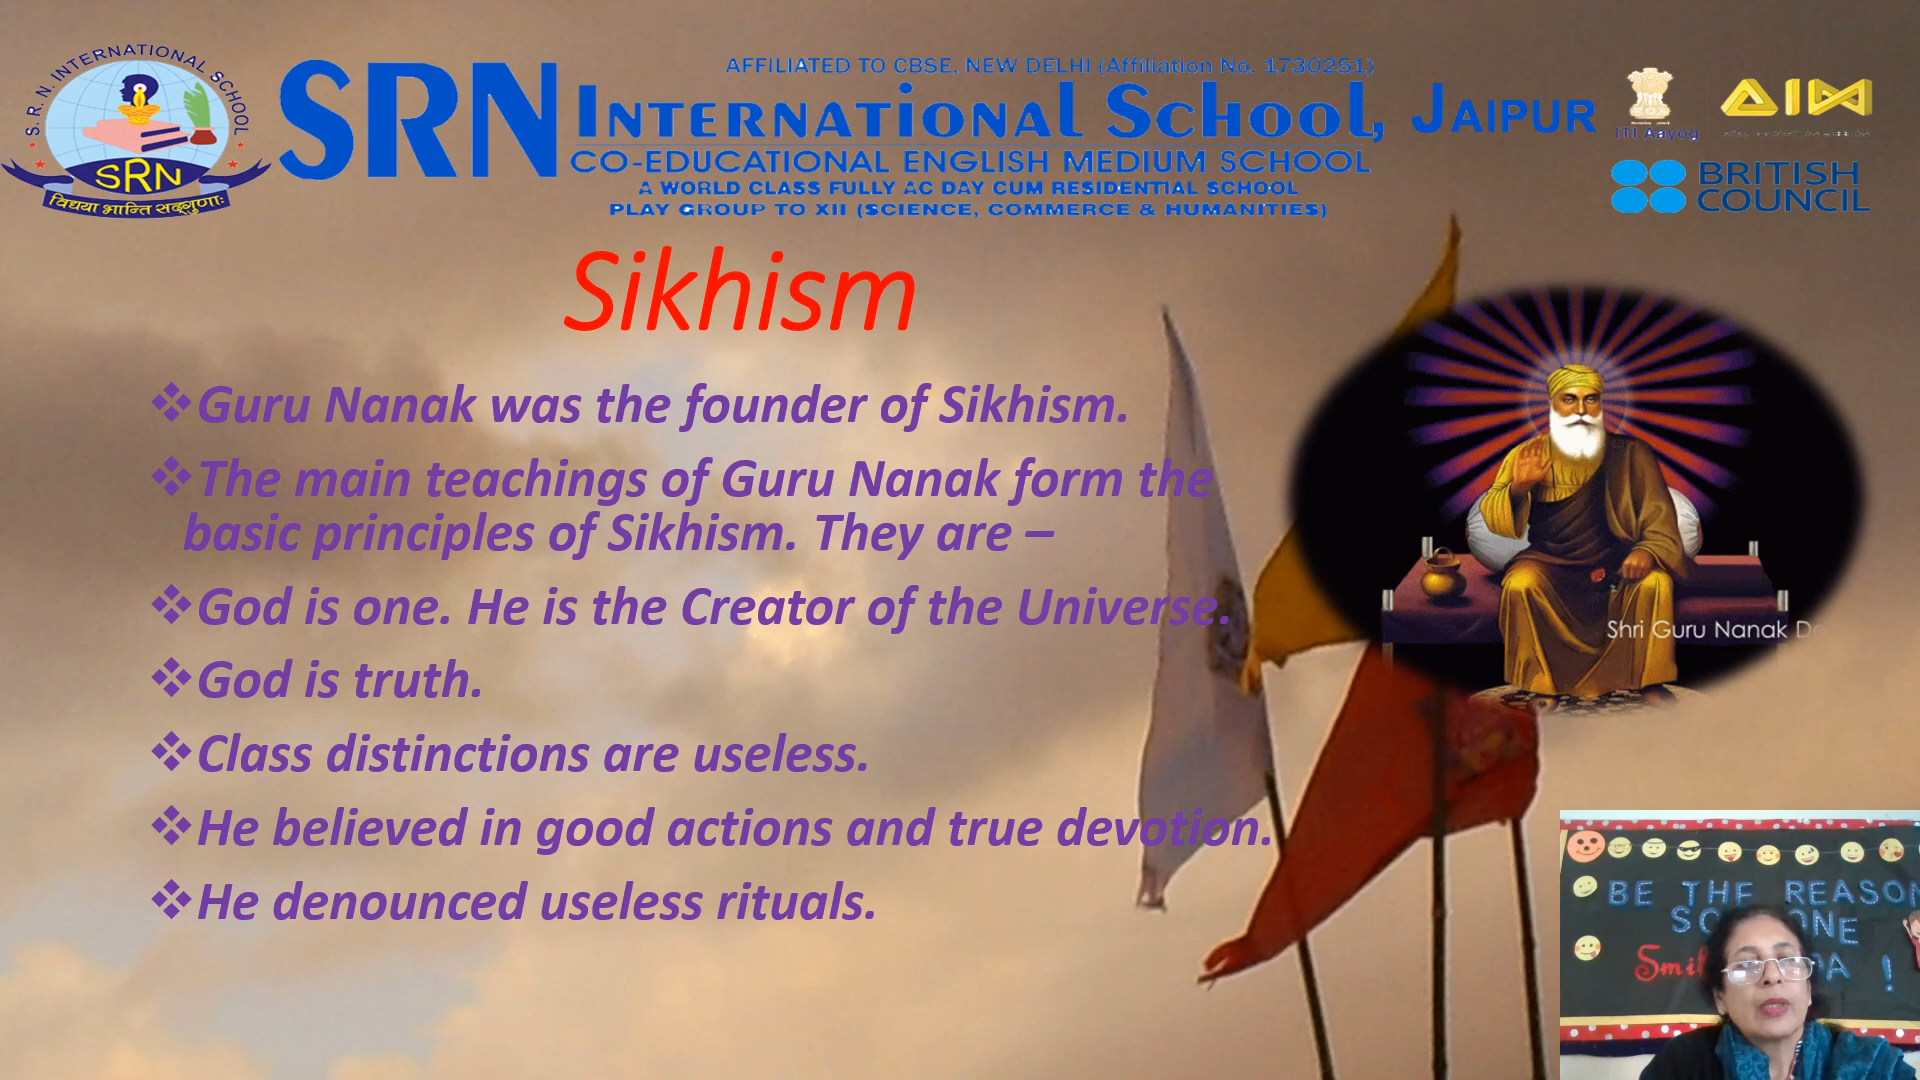 S. R. N. INTERNATIONAL SCHOOL
SRN
विद्यया भान्ति सद्गुणाः
AFFILIATED TO CBSE, NEW DELHI (Affiliation No. 1730251)
SRN INTERNATIONAL SCHOOL, JAIPUR
CO-EDUCATIONAL ENGLISH MEDIUM SCHOOL
A WORLD CLASS FULLY AC DAY CUM RESIDENTIAL SCHOOL
PLAY GROUP TO XII (SCIENCE, COMMERCE & HUMANITIES)
ITI Aayog
AIM
BRITISH
COUNCIL
Sikhism
❖Guru Nanak was the founder of Sikhism.
❖The main teachings of Guru Nanak form the
basic principles of Sikhism. They are –
❖God is one. He is the Creator of the Universe.
❖God is truth.
❖Class distinctions are useless.
❖He believed in good actions and true devotion.
❖He denounced useless rituals.
Shri Guru Nanak De
BE THE REASON